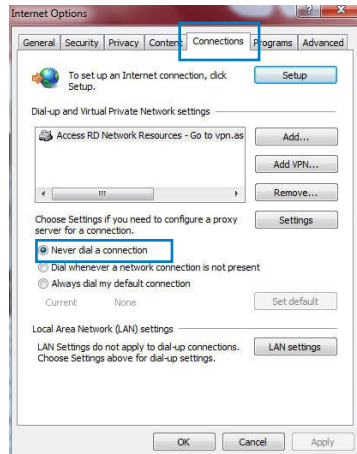 Internet Options
General Security Privacy Content Connections Programs Advanced
To set up an Internet connection, click
Setup.
Setup
Dial-up and Virtual Private Network settings
Access RD Network Resources - Go to vpn.as
Add...
Add VPN...
Remove...
Choose Settings if you need to configure a proxy
server for a connection.
Settings
Never dial a connection
Dial whenever a network connection is not present
Always dial my default connection
Current None
Set default
Local Area Network (LAN) settings
LAN Settings do not apply to dial-up connections.
Choose Settings above for dial-up settings.
LAN settings
OK Cancel Apply